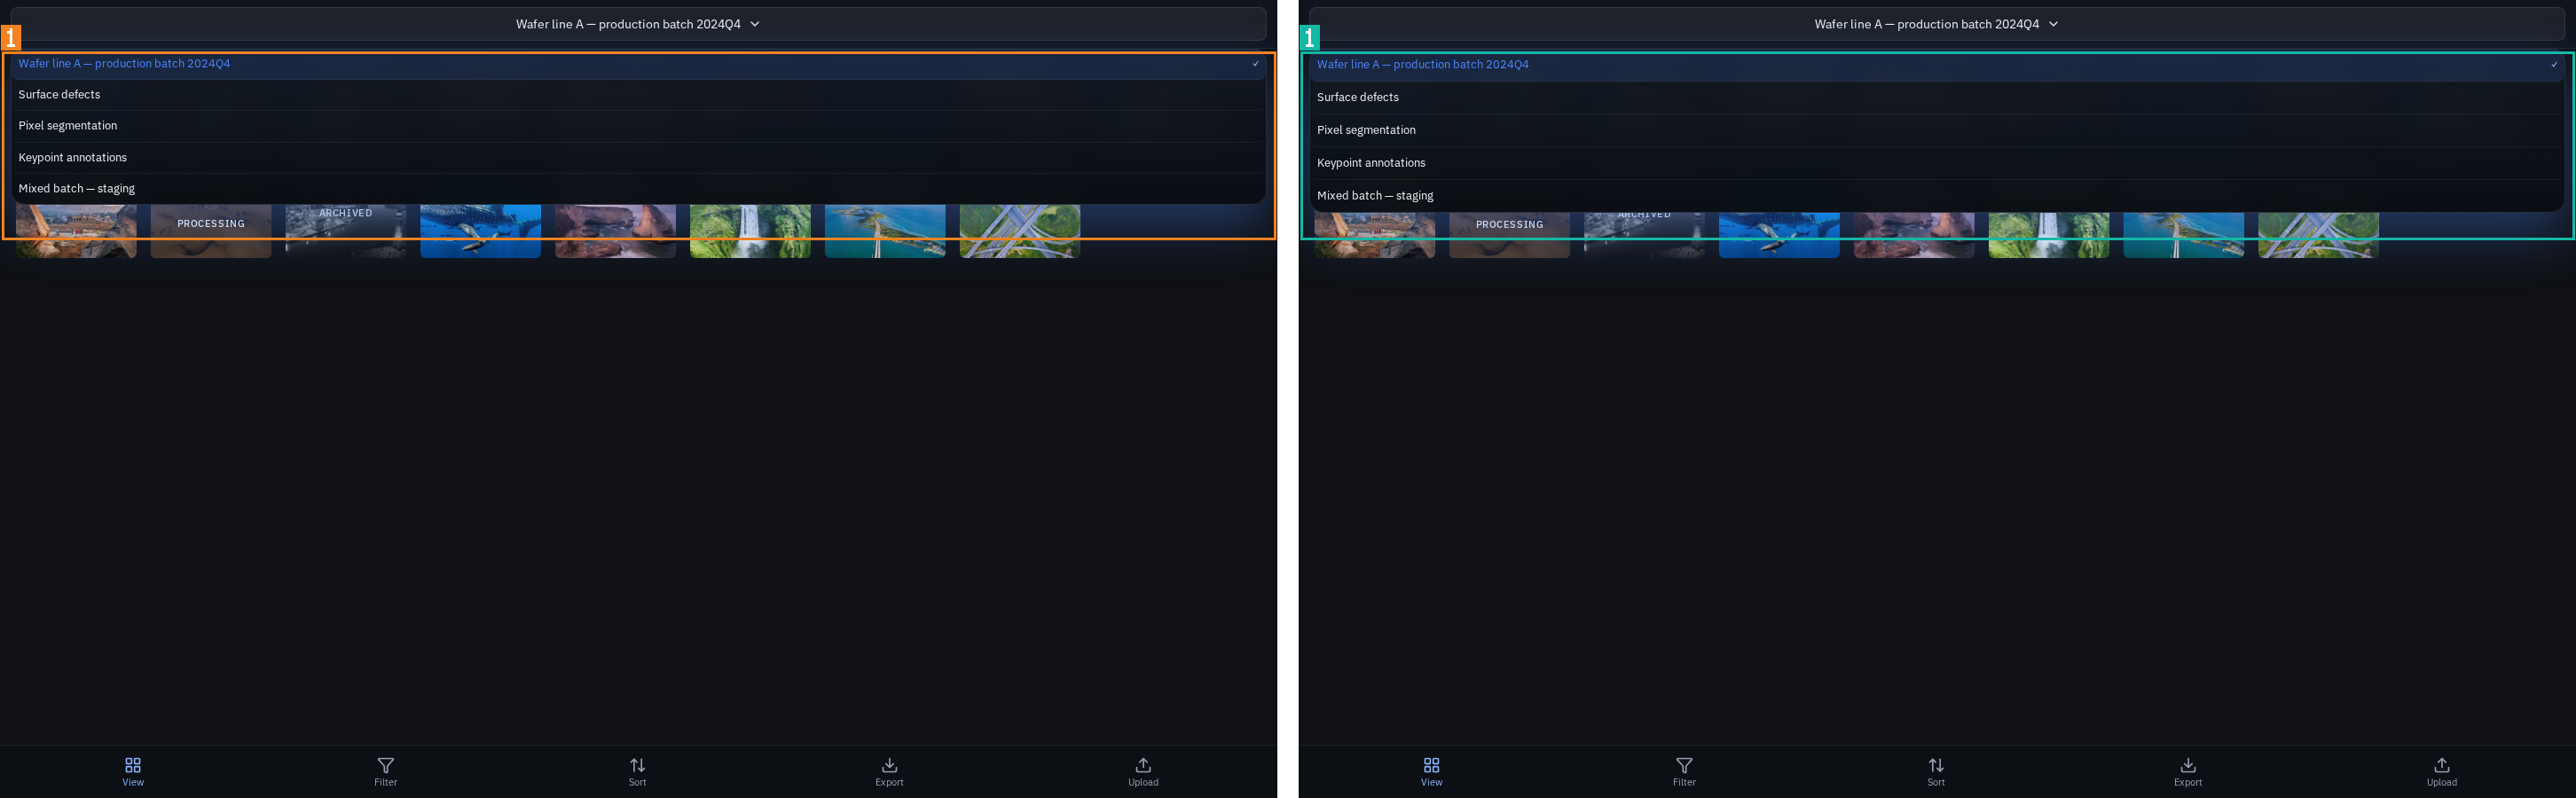 Wafer line A — production batch 2024Q4
1
Wafer line A — production batch 2024Q4
Surface defects
Pixel segmentation
Keypoint annotations
Mixed batch — staging
PROCESSING
ARCHIVED
View
Filter
Sort
Export
Upload
Wafer line A — production batch 2024Q4
1
Wafer line A — production batch 2024Q4
Surface defects
Pixel segmentation
Keypoint annotations
Mixed batch — staging
PROCESSING
ARCHIVED
View
Filter
Sort
Export
Upload